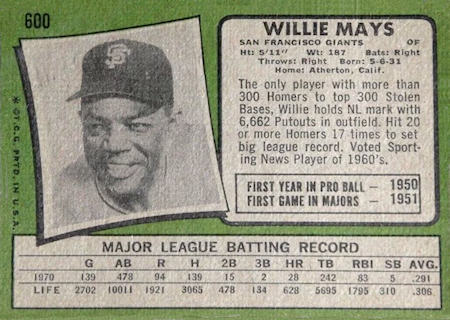 600
WILLIE MAYS
SAN FRANCISCO GIANTS OF
Ht: 5'11" Wt: 187 Bats: Right
Throws: Right Born: 5-6-31
Home: Atherton, Calif.
The only player with more than
300 Homers to top 300 Stolen
Bases, Willie holds NL mark with
6,662 Putouts in outfield. Hit 20
or more Homers 17 times to set
big league record. Voted Sport-
ing News Player of 1960's.
FIRST YEAR IN PRO BALL — 1950
FIRST GAME IN MAJORS — 1951
SF
* © T.C.G. PRTD. IN U.S.A.
MAJOR LEAGUE BATTING RECORD
G AB R H 2B 3B HR TB RBI SB AVG.
1970 139 478 94 139 15 2 28 242 83 5 .291
LIFE 2702 10011 1921 3065 478 134 628 5695 1795 310 .306